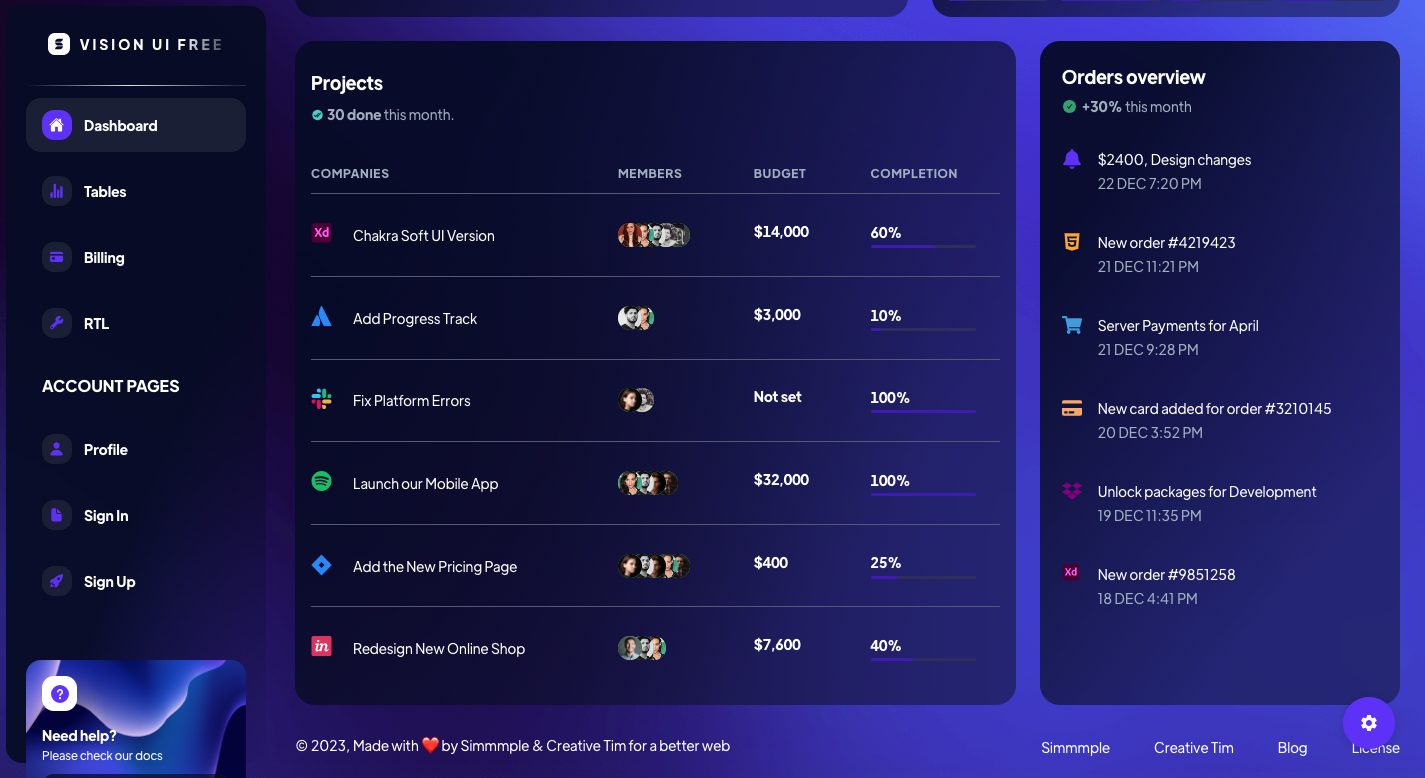 VISION UI FREE
Dashboard
Tables
Billing
RTL
ACCOUNT PAGES
Profile
Sign In
Sign Up
Need help?
Please check our docs
Projects
30 done this month.
COMPANIES MEMBERS BUDGET COMPLETION
Xd Chakra Soft UI Version $14,000 60%
Add Progress Track $3,000 10%
Fix Platform Errors Not set 100%
Launch our Mobile App $32,000 100%
Add the New Pricing Page $400 25%
in Redesign New Online Shop $7,600 40%
Orders overview
+30% this month
$2400, Design changes
22 DEC 7:20 PM
New order #4219423
21 DEC 11:21 PM
Server Payments for April
21 DEC 9:28 PM
New card added for order #3210145
20 DEC 3:52 PM
Unlock packages for Development
19 DEC 11:35 PM
Xd New order #9851258
18 DEC 4:41 PM
© 2023, Made with ❤️ by Simmmple & Creative Tim for a better web
Simmmple Creative Tim Blog License